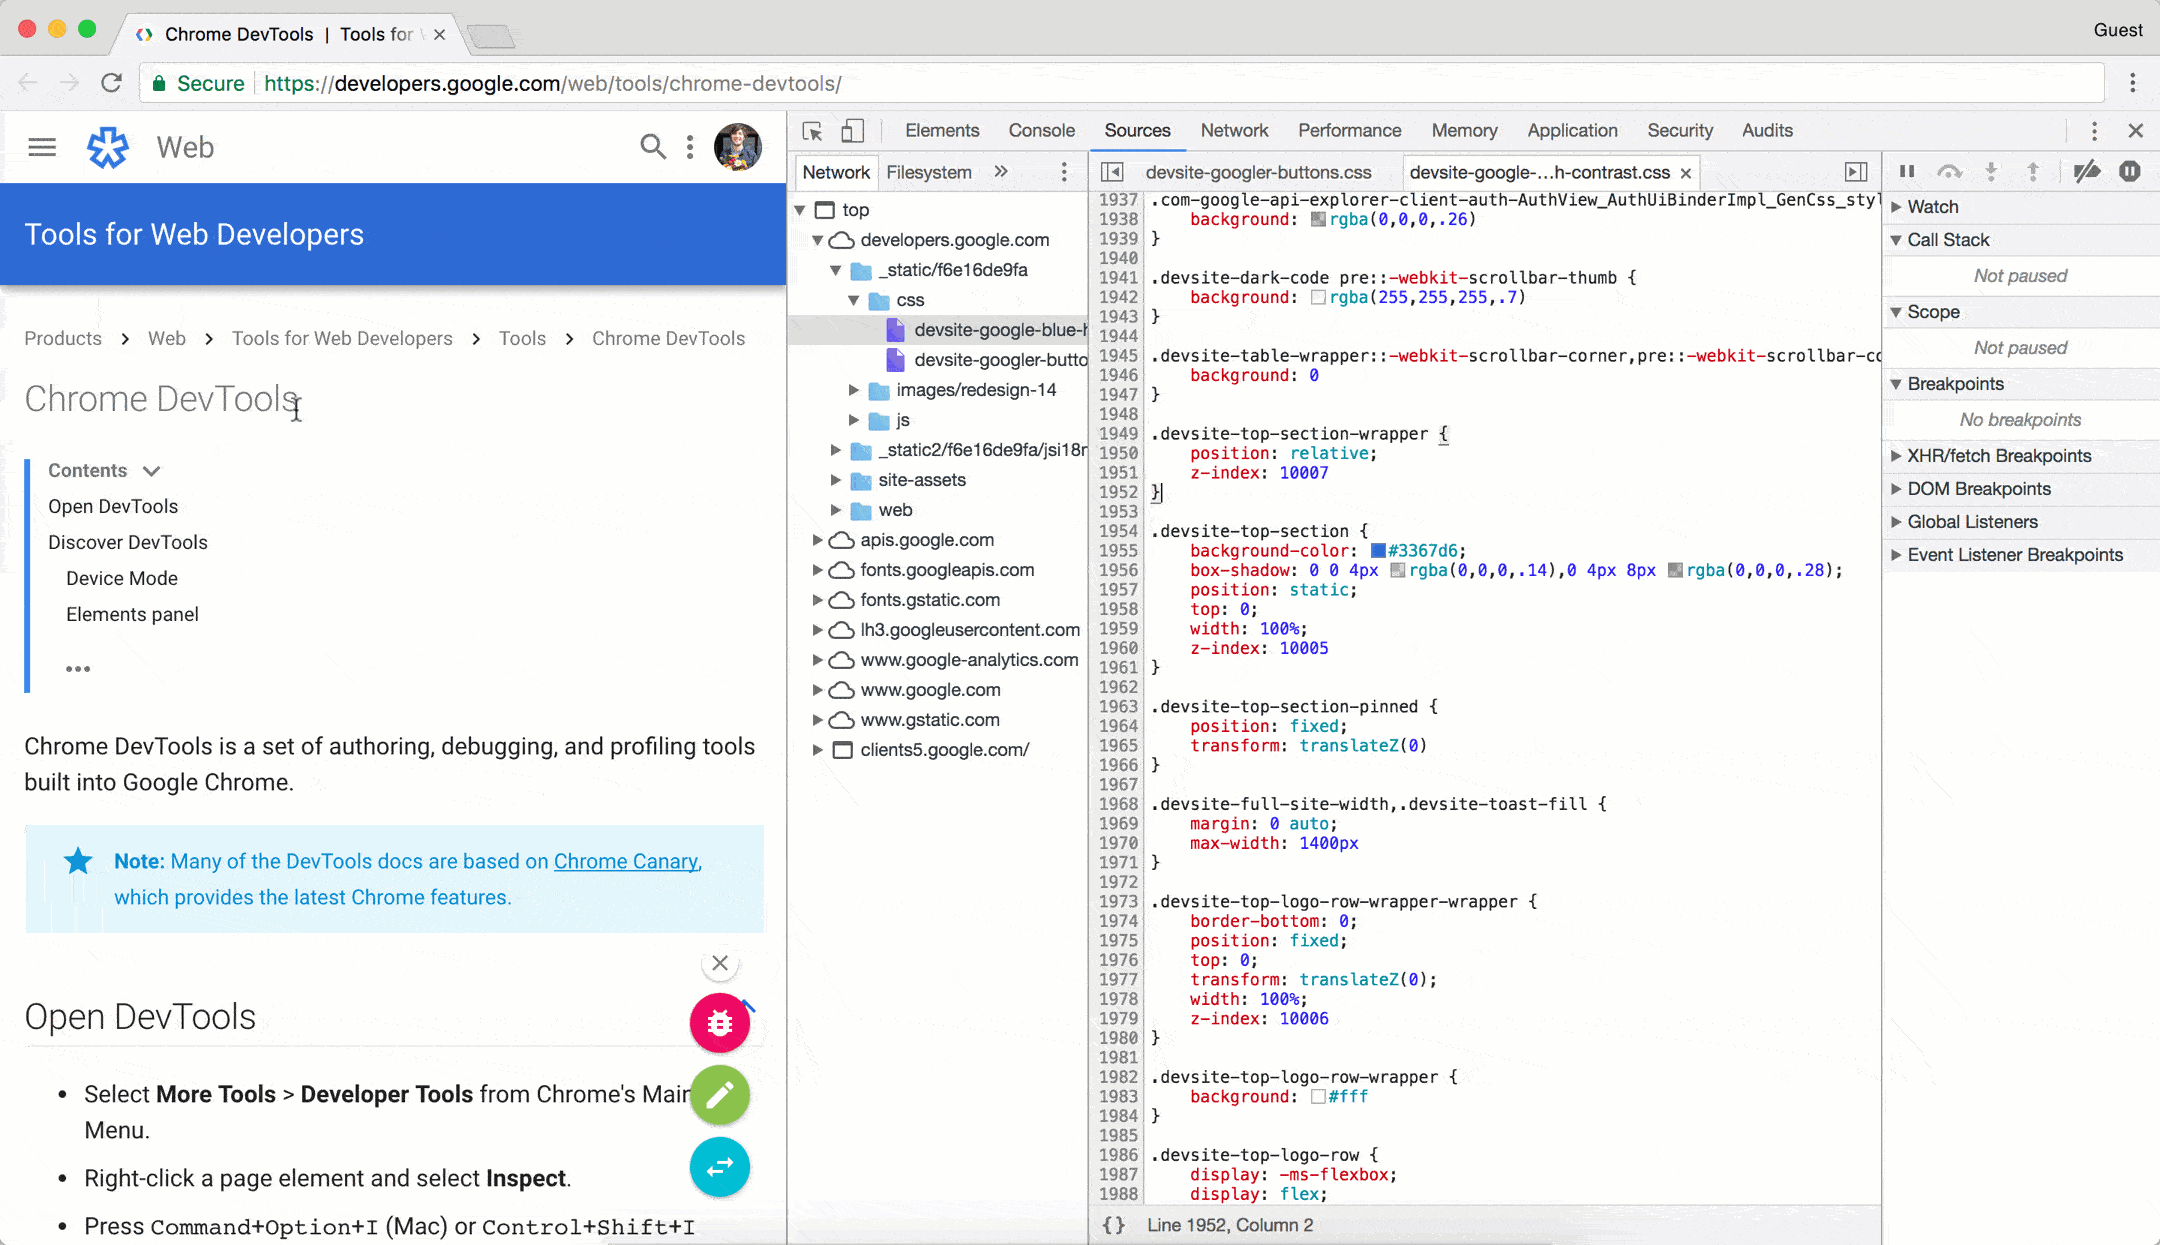 Chrome DevTools | Tools for
Guest
Secure https://developers.google.com/web/tools/chrome-devtools/
Web
Tools for Web Developers
Products > Web > Tools for Web Developers > Tools > Chrome DevTools
Chrome DevTools
Contents
Open DevTools
Discover DevTools
Device Mode
Elements panel
•••
Chrome DevTools is a set of authoring, debugging, and profiling tools
built into Google Chrome.
Note: Many of the DevTools docs are based on Chrome Canary,
which provides the latest Chrome features.
Open DevTools
• Select More Tools > Developer Tools from Chrome's Main
Menu.
• Right-click a page element and select Inspect.
• Press Command+Option+I (Mac) or Control+Shift+I
Elements Console Sources Network Performance Memory Application Security Audits
Network Filesystem »
top
developers.google.com
_static/f6e16de9fa
css
devsite-google-blue-h
devsite-googler-butto
images/redesign-14
js
_static2/f6e16de9fa/jsi18n
site-assets
web
apis.google.com
fonts.googleapis.com
fonts.gstatic.com
lh3.googleusercontent.com
www.google-analytics.com
www.google.com
www.gstatic.com
clients5.google.com/
devsite-googler-buttons.css devsite-google-...h-contrast.css ×
1937 .com-google-api-explorer-client-auth-AuthView_AuthUiBinderImpl_GenCss_styl
1938 background: rgba(0,0,0,.26)
1939 }
1940
1941 .devsite-dark-code pre::-webkit-scrollbar-thumb {
1942 background: rgba(255,255,255,.7)
1943 }
1944
1945 .devsite-table-wrapper::-webkit-scrollbar-corner,pre::-webkit-scrollbar-co
1946 background: 0
1947 }
1948
1949 .devsite-top-section-wrapper {
1950 position: relative;
1951 z-index: 10007
1952 }
1953
1954 .devsite-top-section {
1955 background-color: #3367d6;
1956 box-shadow: 0 0 4px rgba(0,0,0,.14),0 4px 8px rgba(0,0,0,.28);
1957 position: static;
1958 top: 0;
1959 width: 100%;
1960 z-index: 10005
1961 }
1962
1963 .devsite-top-section-pinned {
1964 position: fixed;
1965 transform: translateZ(0)
1966 }
1967
1968 .devsite-full-site-width,.devsite-toast-fill {
1969 margin: 0 auto;
1970 max-width: 1400px
1971 }
1972
1973 .devsite-top-logo-row-wrapper-wrapper {
1974 border-bottom: 0;
1975 position: fixed;
1976 top: 0;
1977 transform: translateZ(0);
1978 width: 100%;
1979 z-index: 10006
1980 }
1981
1982 .devsite-top-logo-row-wrapper {
1983 background: #fff
1984 }
1985
1986 .devsite-top-logo-row {
1987 display: -ms-flexbox;
1988 display: flex;
{} Line 1952, Column 2
Watch
Call Stack
Not paused
Scope
Not paused
Breakpoints
No breakpoints
XHR/fetch Breakpoints
DOM Breakpoints
Global Listeners
Event Listener Breakpoints